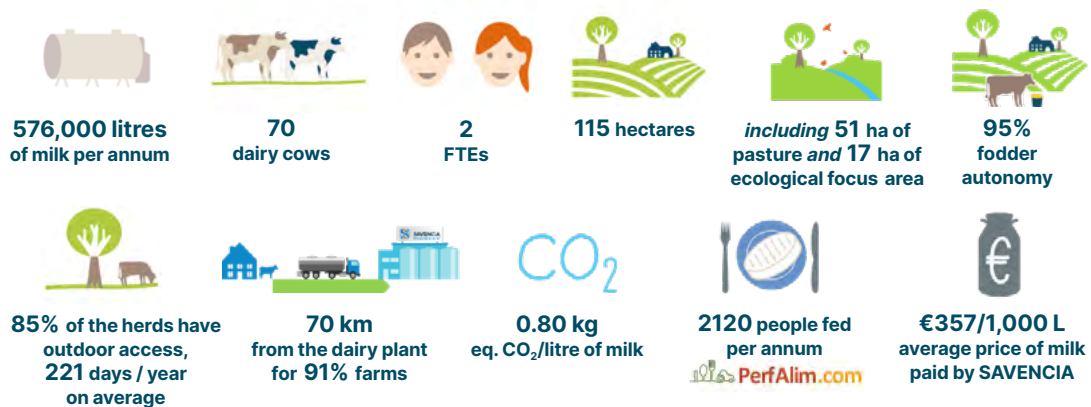 576,000 litres
of milk per annum
70
dairy cows
2
FTEs
115 hectares
including 51 ha of
pasture and 17 ha of
ecological focus area
95%
fodder
autonomy
SAVENCIA
85% of the herds have
outdoor access,
221 days / year
on average
70 km
from the dairy plant
for 91% farms
CO₂
0.80 kg
eq. CO₂/litre of milk
2120 people fed
per annum
PerfAlim.com
€
€357/1,000 L
average price of milk
paid by SAVENCIA